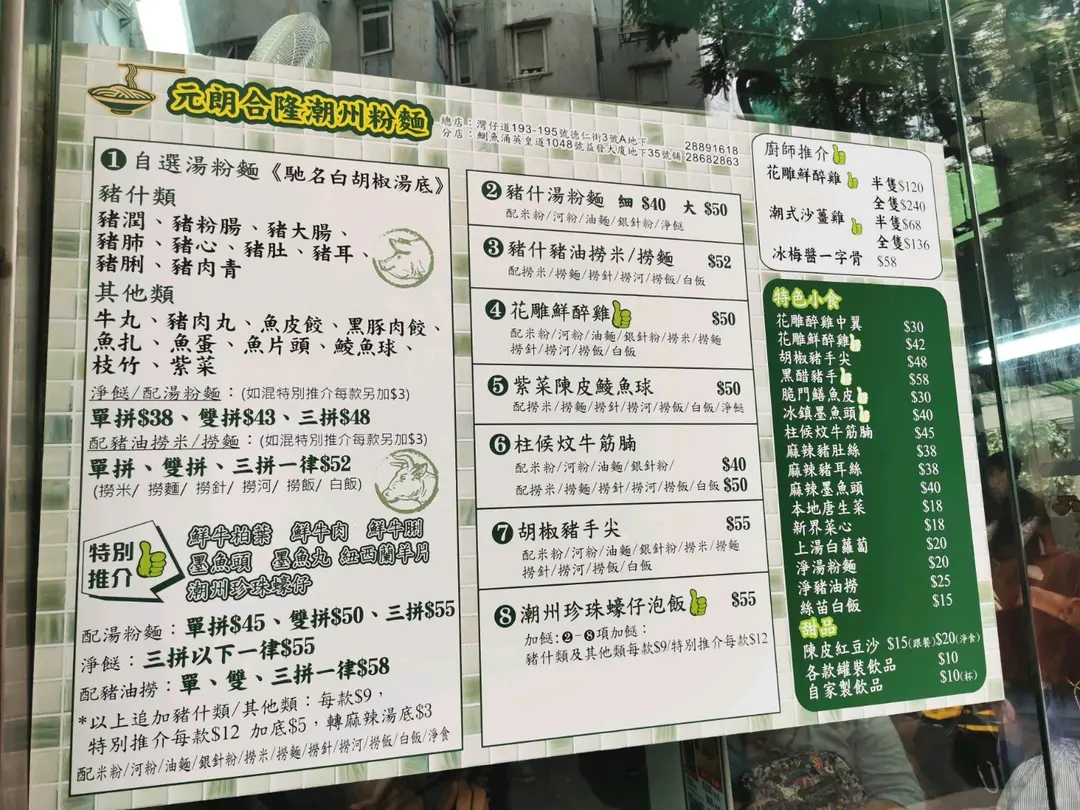 元朗合隆潮州粉麵
總店：灣仔道193-195號德仁街3號A地下 28891618
分店：鰂魚涌英皇道1048號益發大廈地下35號舖 28682863
❶自選湯粉麵《馳名白胡椒湯底》
豬什類
豬潤、豬粉腸、豬大腸、
豬肺、豬心、豬肚、豬耳、
豬脷、豬肉青
其他類
牛丸、豬肉丸、魚皮餃、黑豚肉餃、
魚扎、魚蛋、魚片頭、鯪魚球、
枝竹、紫菜
淨餸/配湯粉麵：(如混特別推介每款另加$3)
單拼$38、雙拼$43、三拼$48
配豬油撈米/撈麵：(如混特別推介每款另加$3)
單拼、雙拼、三拼一律$52
(撈米/撈麵/撈針/撈河/撈飯/白飯)
特別
推介
鮮牛柏葉 鮮牛肉 鮮牛脷
墨魚頭 墨魚丸 紐西蘭羊片
潮州珍珠蠔仔
配湯粉麵：單拼$45、雙拼$50、三拼$55
淨餸：三拼以下一律$55
配豬油撈：單、雙、三拼一律$58
*以上追加豬什類/其他類：每款$9，
特別推介每款$12 加底$5，轉麻辣湯底$3
配米粉/河粉/油麵/銀針粉/撈米/撈麵/撈針/撈河/撈飯/白飯/淨食
❷豬什湯粉麵 細 $40 大 $50
配米粉/河粉/油麵/銀針粉/淨餸
❸豬什豬油撈米/撈麵 $52
配撈米/撈麵/撈針/撈河/撈飯/白飯
❹花雕鮮醉雞 $50
配米粉/河粉/油麵/銀針粉/撈米/撈麵
撈針/撈河/撈飯/白飯
❺紫菜陳皮鯪魚球 $50
配撈米/撈麵/撈針/撈河/撈飯/白飯/淨餸
❻柱候炆牛筋腩
配米粉/河粉/油麵/銀針粉/ $40
配撈米/撈麵/撈針/撈河/撈飯/白飯 $50
❼胡椒豬手尖 $55
配米粉/河粉/油麵/銀針粉/撈米/撈麵
撈針/撈河/撈飯/白飯
❽潮州珍珠蠔仔泡飯 $55
加餸：❷-❽項加餸：
豬什類及其他類每款$9/特別推介每款$12
廚師推介
花雕鮮醉雞 半隻$120
全隻$240
潮式沙薑雞 半隻$68
全隻$136
冰梅醬一字骨 $58
特色小食
花雕醉雞中翼 $30
花雕鮮醉雞 $42
胡椒豬手尖 $48
黑醋豬手 $58
脆鬥鱔魚皮 $30
冰鎮墨魚頭 $40
柱候炆牛筋腩 $45
麻辣豬肚絲 $38
麻辣豬耳絲 $38
麻辣墨魚頭 $40
本地唐生菜 $18
新界菜心 $18
上湯白蘿蔔 $20
淨湯粉麵 $20
淨豬油撈 $25
絲苗白飯 $15
甜品
陳皮紅豆沙 $15(跟餐)$20(淨食)
各款罐裝飲品 $10
自家製飲品 $10(杯)